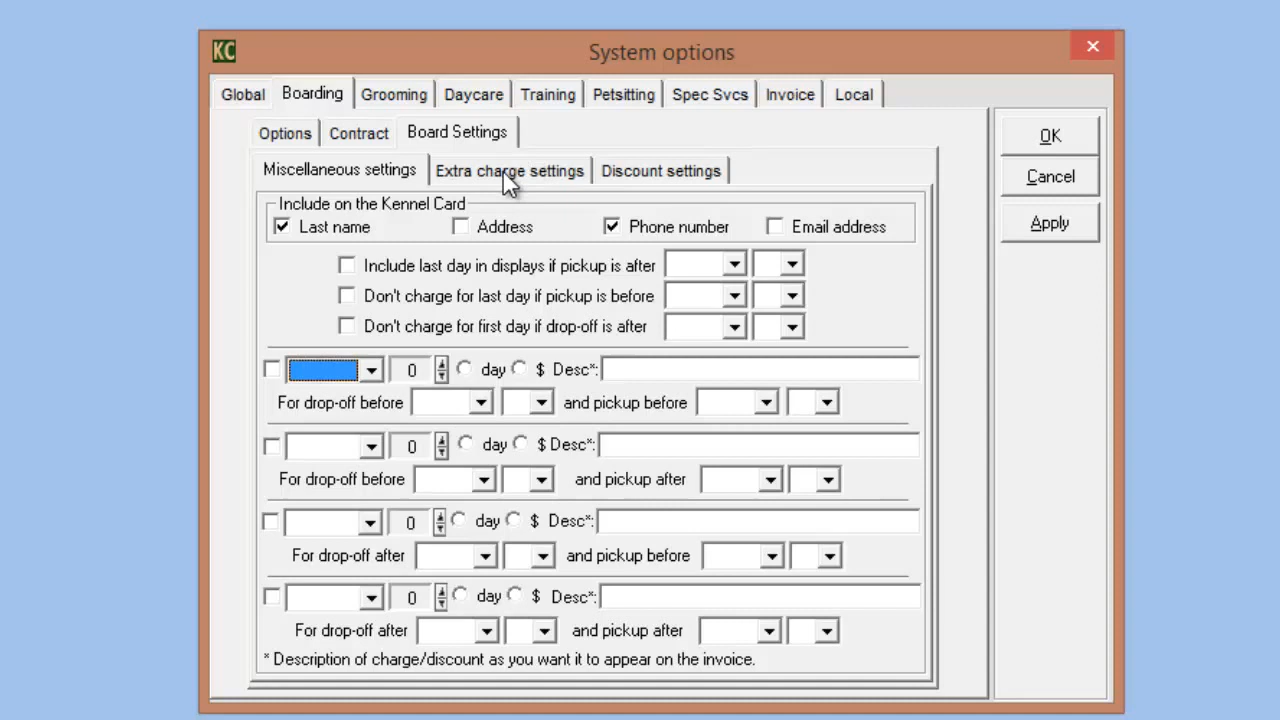 KC System options
Global Boarding Grooming Daycare Training Petsitting Spec Svcs Invoice Local
Options Contract Board Settings
OK
Miscellaneous settings Extra charge settings Discount settings
Cancel
Include on the Kennel Card
Last name Address Phone number Email address
Apply
Include last day in displays if pickup is after
Don't charge for last day if pickup is before
Don't charge for first day if drop-off is after
0 day $ Desc*:
For drop-off before and pickup before
0 day $ Desc*:
For drop-off before and pickup after
0 day $ Desc*:
For drop-off after and pickup before
0 day $ Desc*:
For drop-off after and pickup after
* Description of charge/discount as you want it to appear on the invoice.